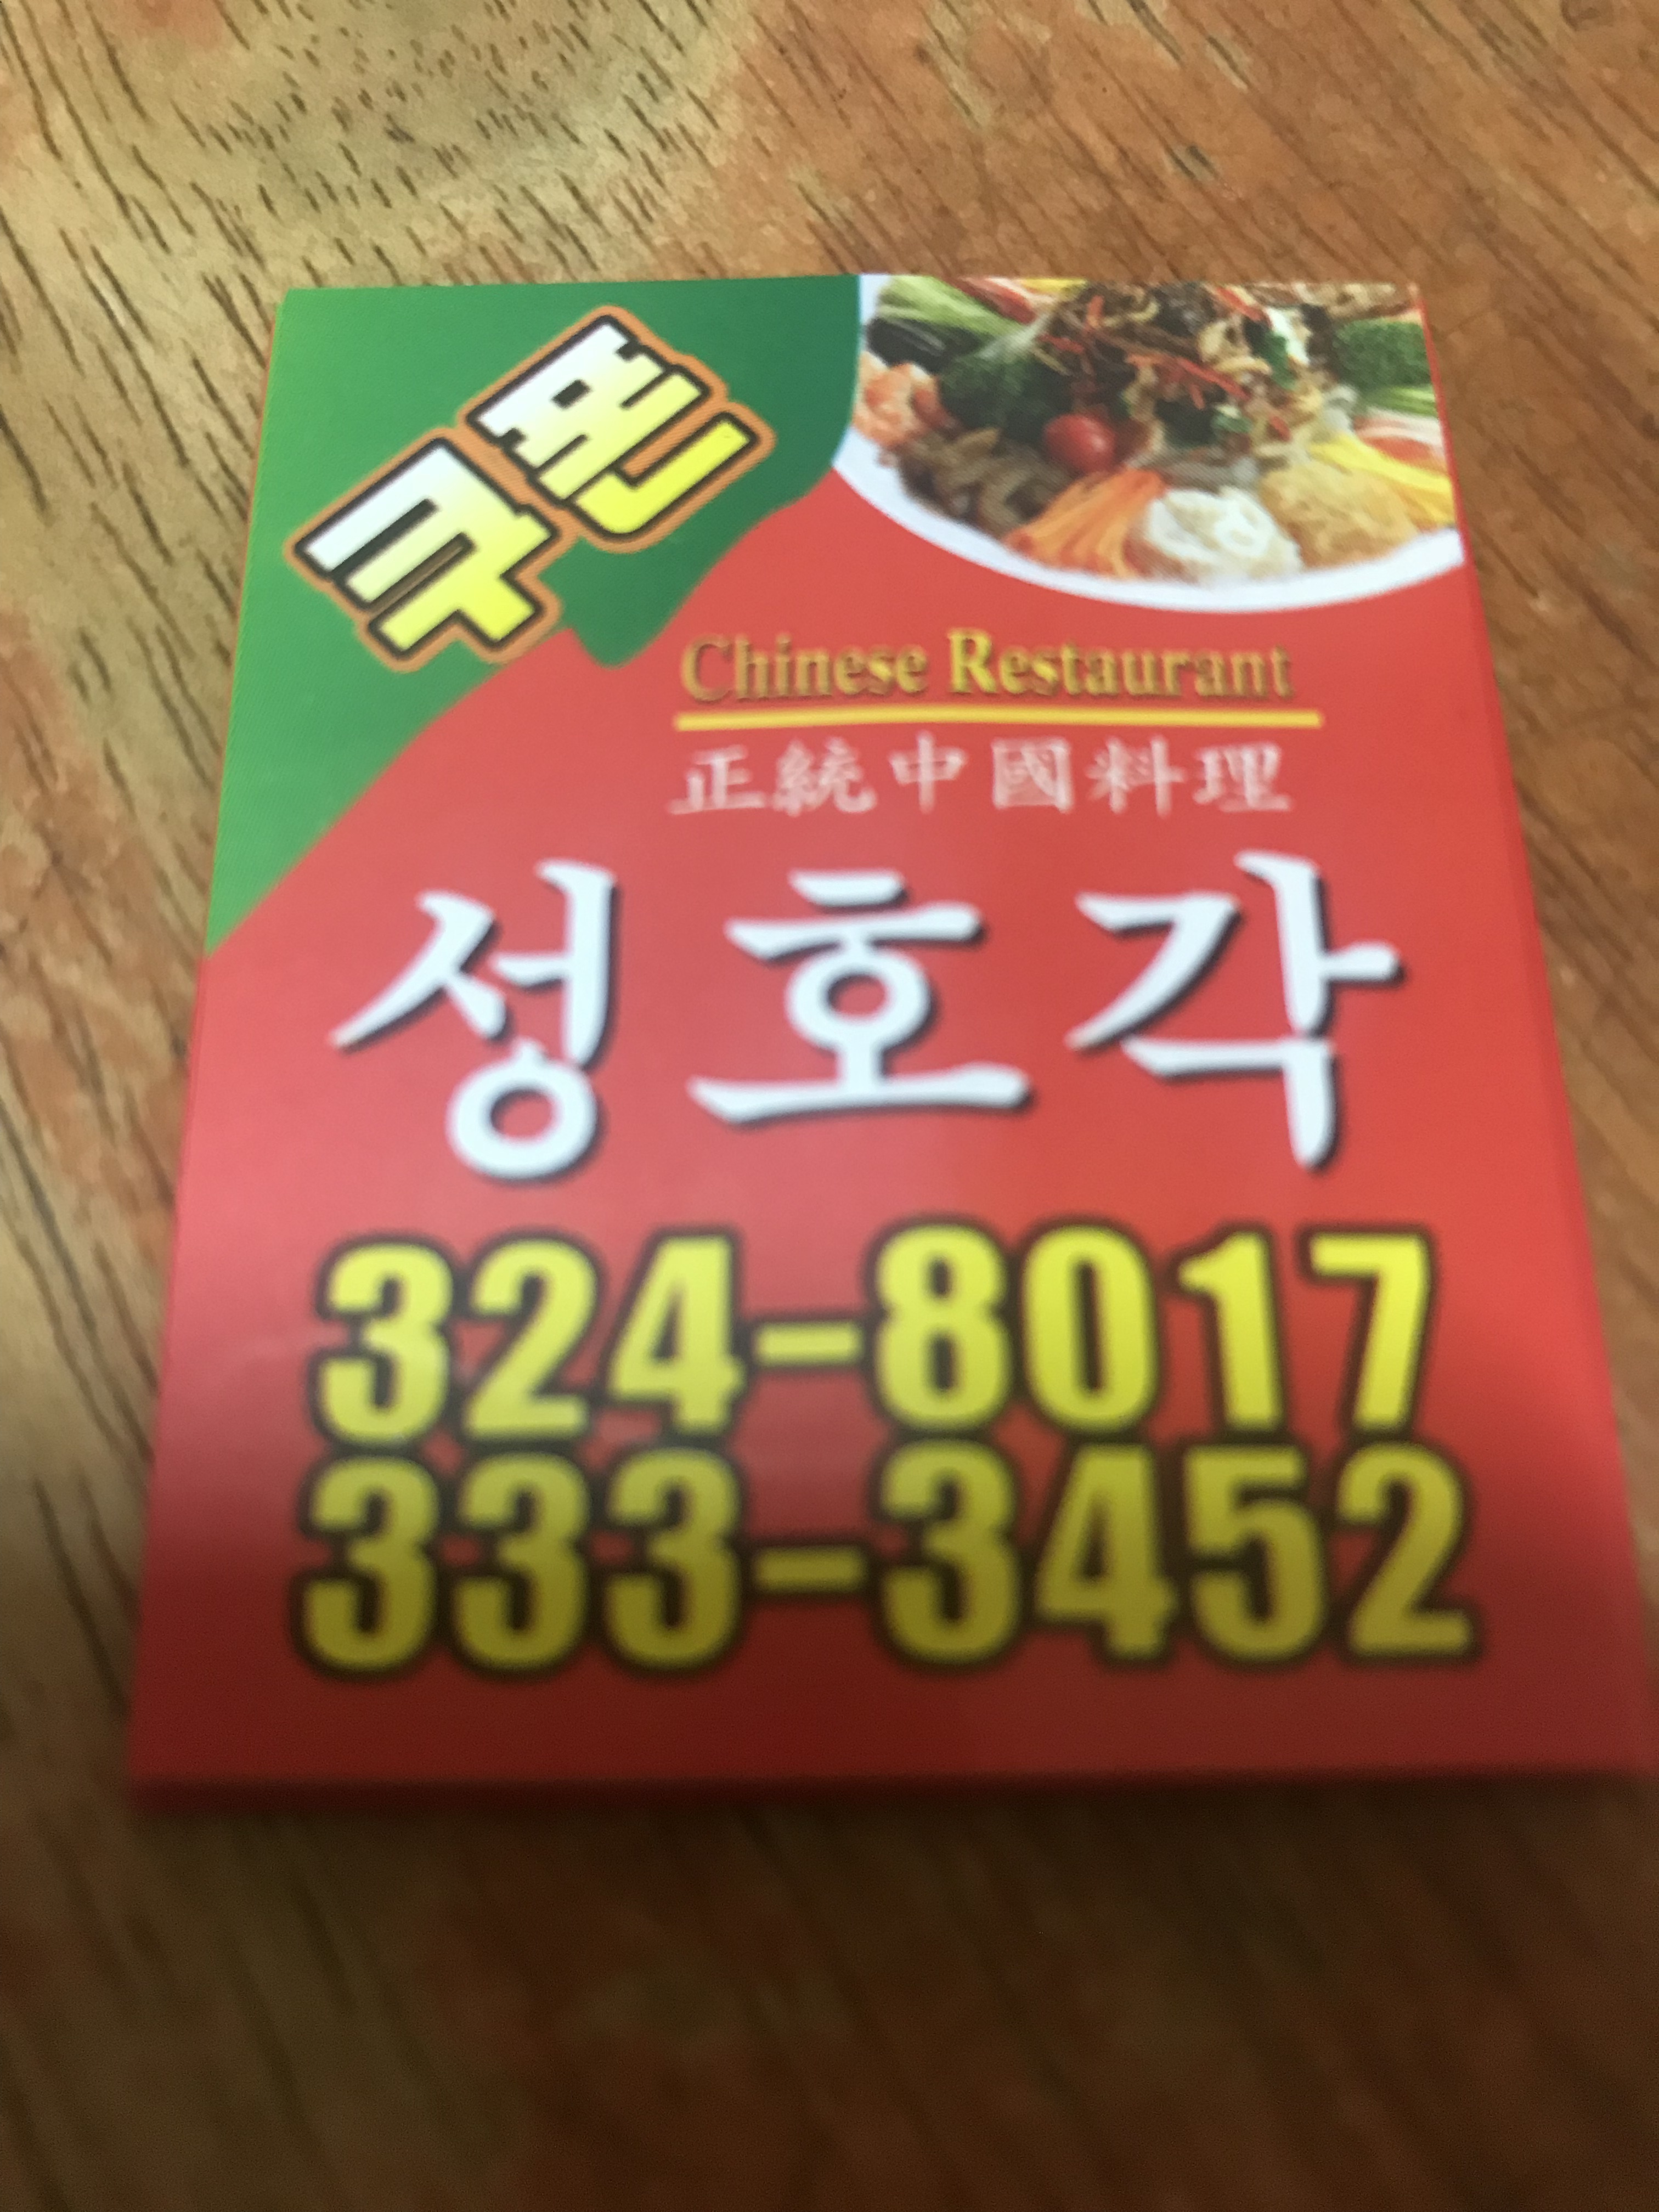 쿠폰
Chinese Restaurant
正統中國料理
성호각
324-8017
333-3452